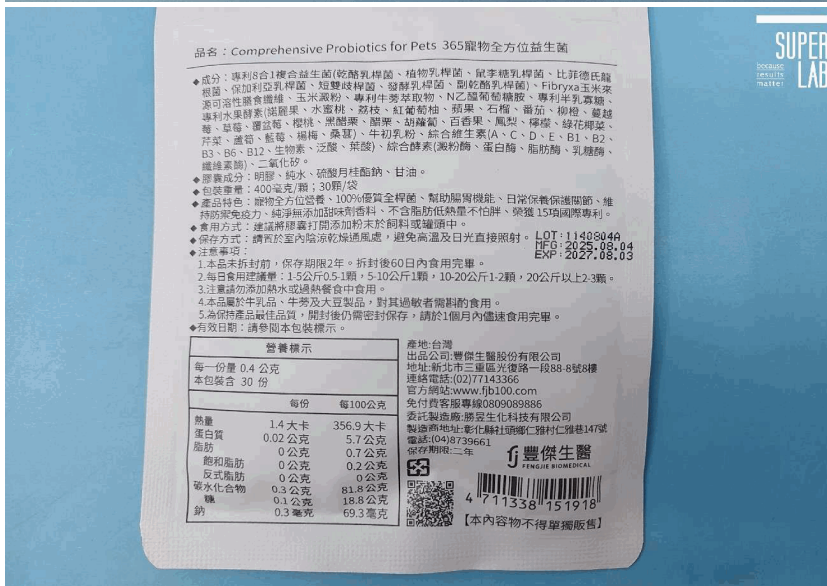 SUPER
LAB
because
results
matter
品名：Comprehensive Probiotics for Pets 365寵物全方位益生菌
◆成分：專利8合1複合益生菌(乾酪乳桿菌、植物乳桿菌、鼠李糖乳桿菌、比菲德氏龍
根菌、保加利亞乳桿菌、短雙歧桿菌、發酵乳桿菌、副乾酪乳桿菌)、Fibryxa玉米來
源可溶性膳食纖維、玉米澱粉、專利牛蒡萃取物、N乙醯葡萄糖胺、專利半乳寡糖、
專利水果酵素(諾麗果、水蜜桃、荔枝、紅葡萄柚、蘋果、石榴、番茄、柳橙、蔓越
莓、草莓、覆盆莓、櫻桃、黑醋栗、醋栗、胡蘿蔔、百香果、鳳梨、檸檬、綠花椰菜、
芹菜、蘆筍、藍莓、楊梅、桑葚)、牛初乳粉、綜合維生素(A、C、D、E、B1、B2、
B3、B6、B12、生物素、泛酸、葉酸)、綜合酵素(澱粉酶、蛋白酶、脂肪酶、乳糖酶、
纖維素酶)、二氧化矽。
◆膠囊成分：明膠、純水、硫酸月桂酯鈉、甘油。
◆包裝重量：400毫克/顆；30顆/袋
◆產品特色：寵物全方位營養、100%優質全桿菌、幫助腸胃機能、日常保養保護關節、維
持防禦免疫力、純淨無添加甜味劑香料、不含脂肪低熱量不怕胖、榮獲15項國際專利。
◆食用方式：建議將膠囊打開添加粉末於飼料或罐頭中。
◆保存方式：請置於室內陰涼乾燥通風處，避免高溫及日光直接照射。
LOT:1140804A
MFG:2025.08.04
EXP:2027.08.03
◆注意事項：
1.本品未拆封前，保存期限2年。拆封後60日內食用完畢。
2.每日食用建議量：1-5公斤0.5-1顆，5-10公斤1顆，10-20公斤1-2顆，20公斤以上2-3顆。
3.注意請勿添加熱水或過熱餐食中食用。
4.本品屬於牛乳品、牛蒡及大豆製品，對其過敏者需斟酌食用。
5.為保持產品最佳品質，開封後仍需密封保存，請於1個月內儘速食用完畢。
◆有效日期：請參閱本包裝標示。
營養標示
每一份量 0.4 公克
本包裝含 30 份
每份 每100公克
熱量 1.4 大卡 356.9 大卡
蛋白質 0.02 公克 5.7 公克
脂肪 0 公克 0.7 公克
飽和脂肪 0 公克 0.2 公克
反式脂肪 0 公克 0 公克
碳水化合物 0.3 公克 81.8 公克
糖 0.1 公克 18.8 公克
鈉 0.3 毫克 69.3 毫克
產地:台灣
出品公司:豐傑生醫股份有限公司
地址:新北市三重區光復路一段88-8號8樓
連絡電話:(02)77143366
官方網站:www.fjb100.com
免付費客服專線0809089886
委託製造廠:勝昱生化科技有限公司
製造商地址:彰化縣社頭鄉仁雅村仁雅巷147號
電話:(04)8739661
保存期限:二年
豐傑生醫
FENGJIE BIOMEDICAL
4 711338 151918
【本內容物不得單獨販售】